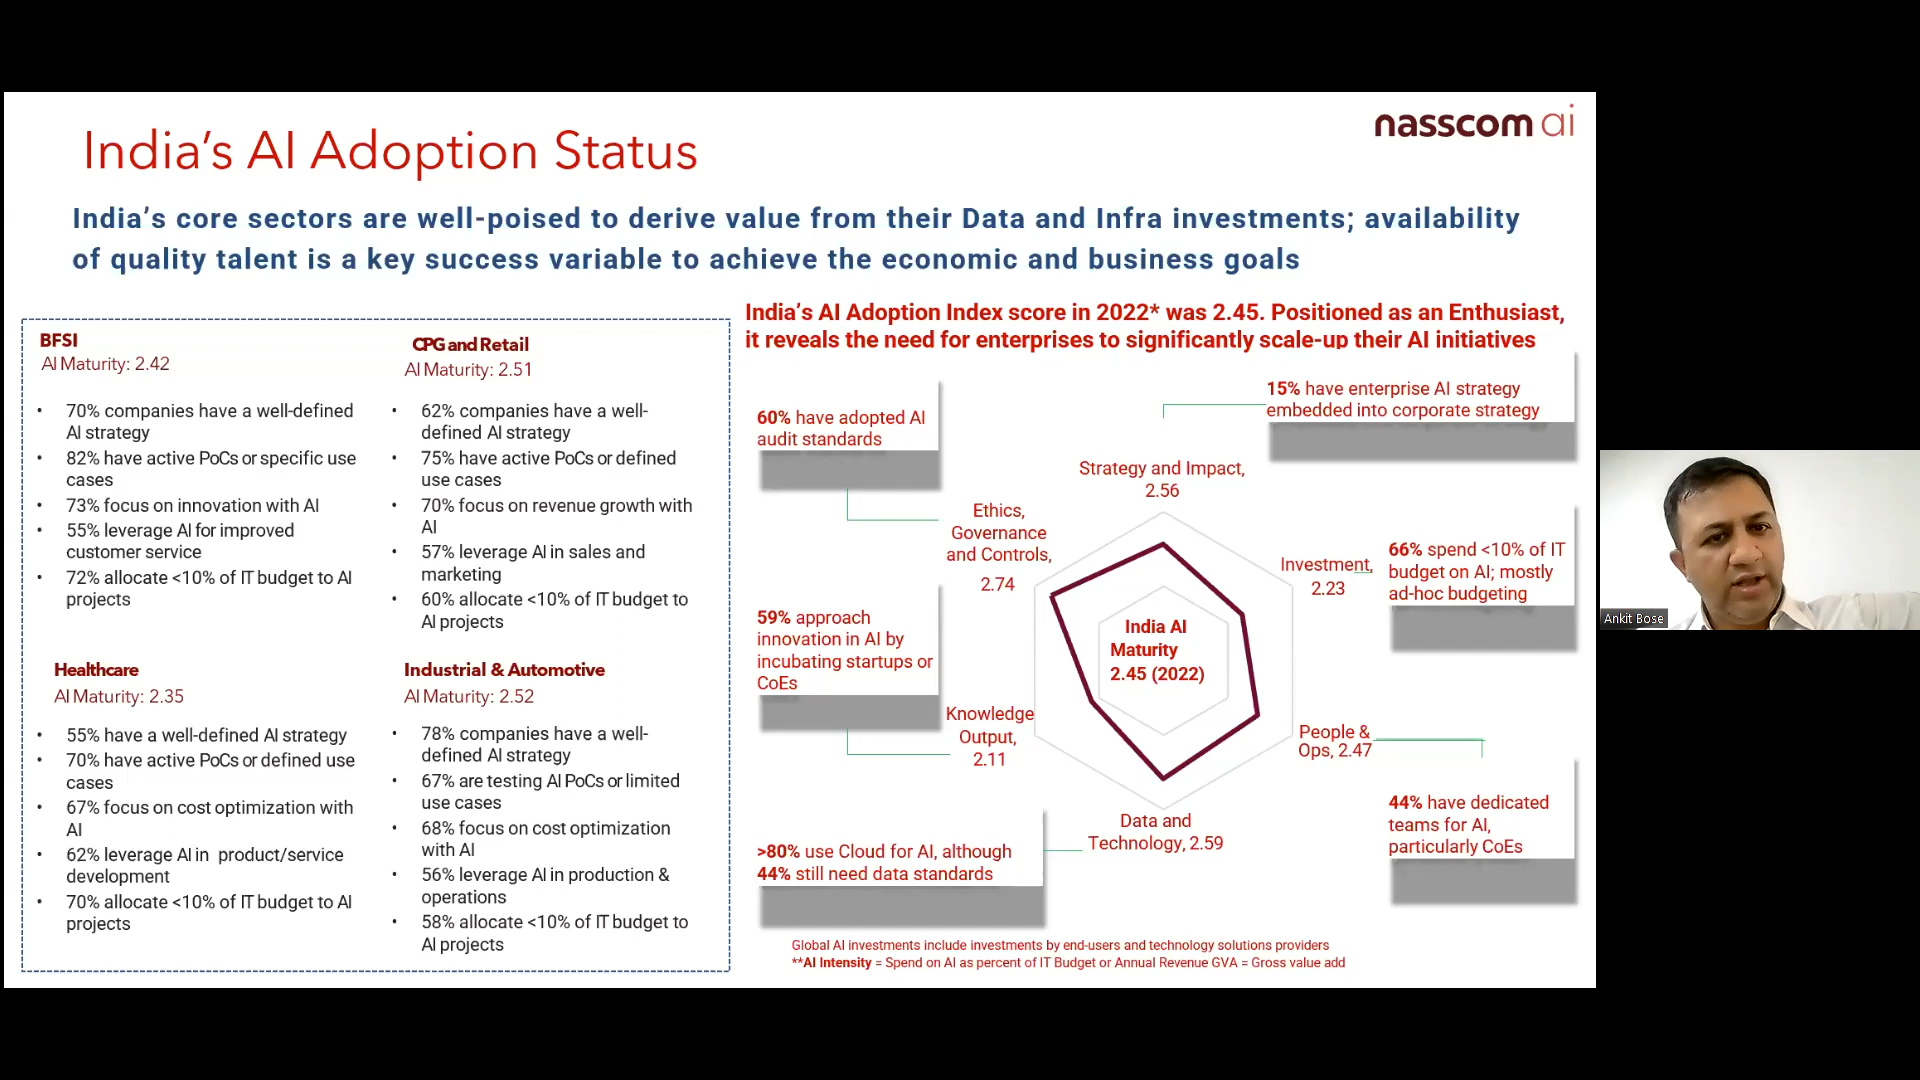 nasscom ai
India's AI Adoption Status
India's core sectors are well-poised to derive value from their Data and Infra investments; availability
of quality talent is a key success variable to achieve the economic and business goals
BFSI
AI Maturity: 2.42
• 70% companies have a well-defined
AI strategy
• 82% have active PoCs or specific use
cases
• 73% focus on innovation with AI
• 55% leverage AI for improved
customer service
• 72% allocate <10% of IT budget to AI
projects
CPG and Retail
AI Maturity: 2.51
• 62% companies have a well-
defined AI strategy
• 75% have active PoCs or defined
use cases
• 70% focus on revenue growth with
AI
• 57% leverage AI in sales and
marketing
• 60% allocate <10% of IT budget to
AI projects
Healthcare
AI Maturity: 2.35
• 55% have a well-defined AI strategy
• 70% have active PoCs or defined use
cases
• 67% focus on cost optimization with
AI
• 62% leverage AI in product/service
development
• 70% allocate <10% of IT budget to AI
projects
Industrial & Automotive
AI Maturity: 2.52
• 78% companies have a well-
defined AI strategy
• 67% are testing AI PoCs or limited
use cases
• 68% focus on cost optimization
with AI
• 56% leverage AI in production &
operations
• 58% allocate <10% of IT budget to
AI projects
India's AI Adoption Index score in 2022* was 2.45. Positioned as an Enthusiast,
it reveals the need for enterprises to significantly scale-up their AI initiatives
60% have adopted AI
audit standards
15% have enterprise AI strategy
embedded into corporate strategy
Strategy and Impact,
2.56
Ethics,
Governance
and Controls,
2.74
Investment,
2.23
66% spend <10% of IT
budget on AI; mostly
ad-hoc budgeting
59% approach
innovation in AI by
incubating startups or
CoEs
India AI
Maturity
2.45 (2022)
Knowledge
Output,
2.11
People &
Ops, 2.47
44% have dedicated
teams for AI,
particularly CoEs
Data and
Technology, 2.59
>80% use Cloud for AI, although
44% still need data standards
Global AI investments include investments by end-users and technology solutions providers
**AI Intensity = Spend on AI as percent of IT Budget or Annual Revenue GVA = Gross value add
Ankit Bose